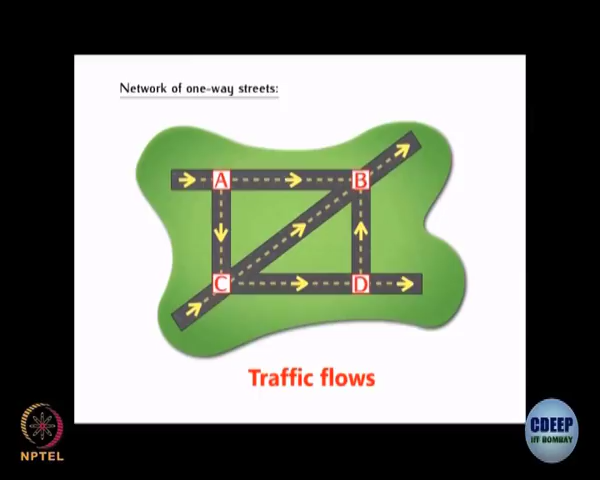 Network of one-way streets:
A
B
C
D
Traffic flows
NPTEL
CDEEP
IIT BOMBAY